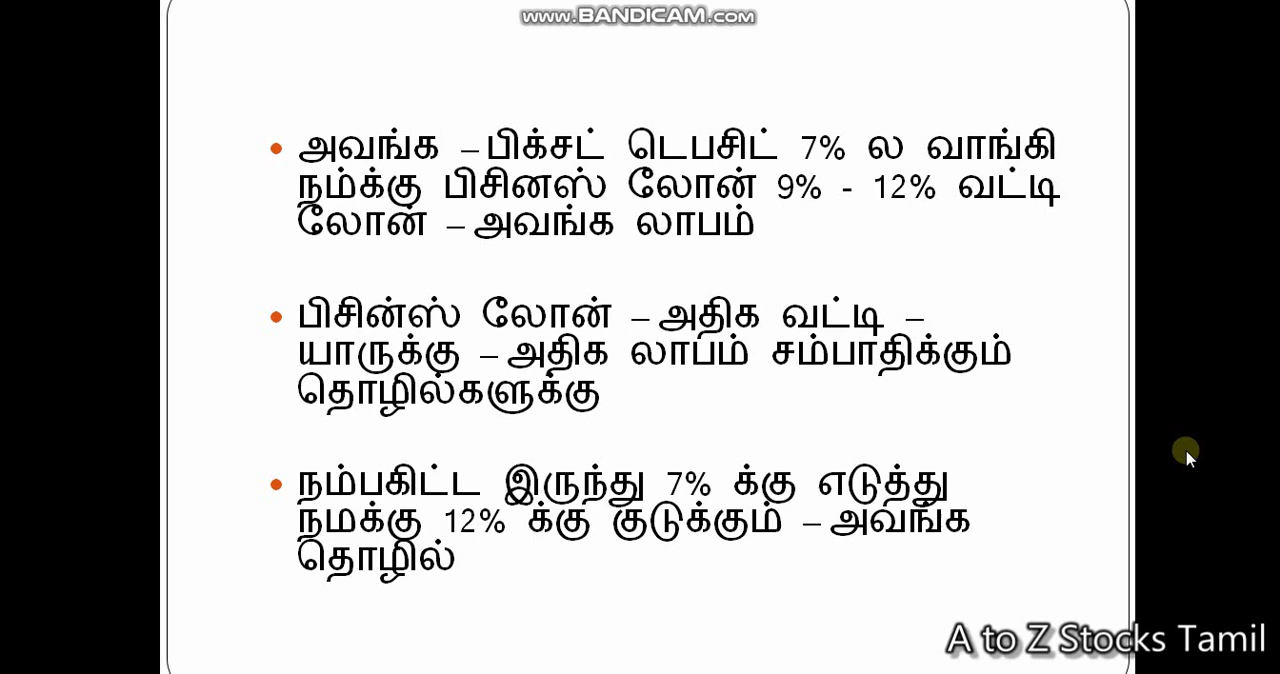 www.BANDICAM.com
• அவங்க – பிக்சட் டெபசிட் 7% ல வாங்கி
நம்க்கு பிசினஸ் லோன் 9% - 12% வட்டி
லோன் – அவங்க லாபம்
• பிசின்ஸ் லோன் – அதிக வட்டி –
யாருக்கு – அதிக லாபம் சம்பாதிக்கும்
தொழில்களுக்கு
• நம்பகிட்ட இருந்து 7% க்கு எடுத்து
நமக்கு 12% க்கு குடுக்கும் – அவங்க
தொழில்
A to Z Stocks Tamil